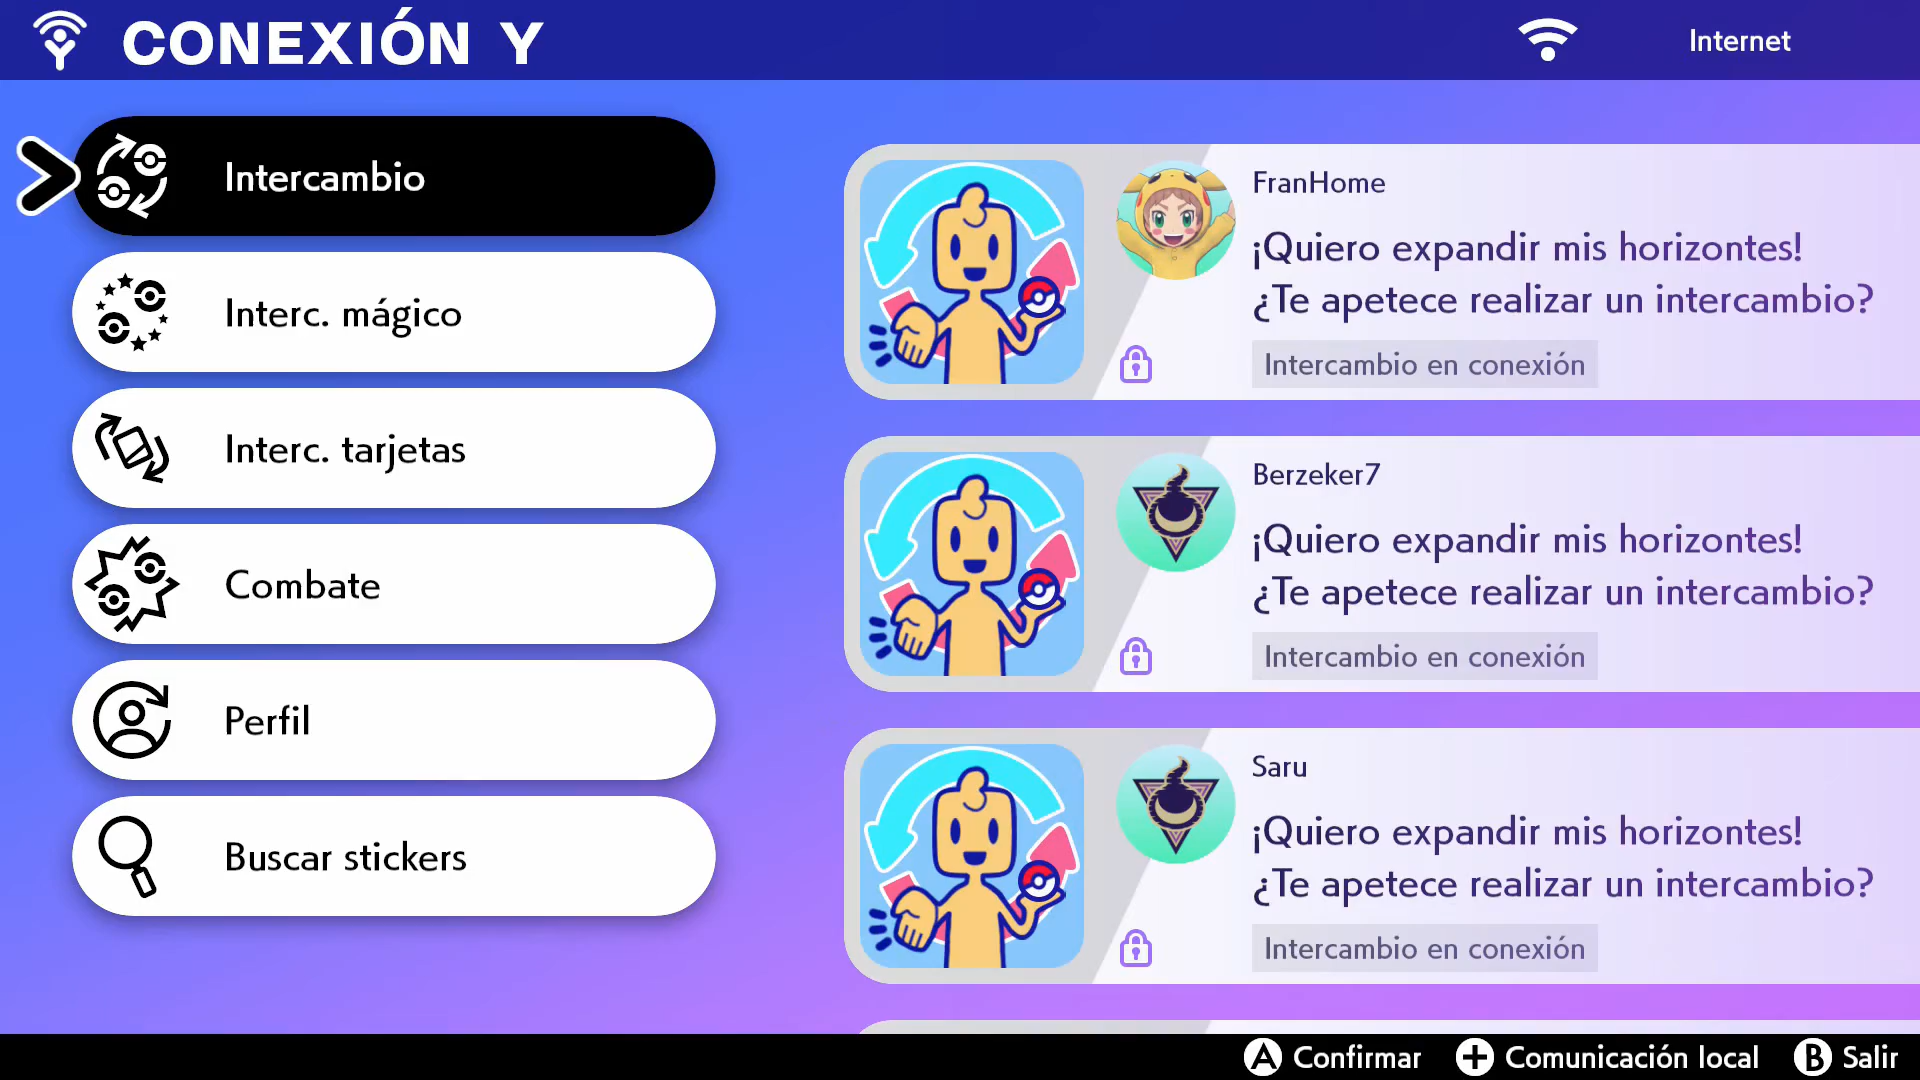 CONEXIÓN Y
Internet
Intercambio
Interc. mágico
Interc. tarjetas
Combate
Perfil
Buscar stickers
FranHome
¡Quiero expandir mis horizontes!
¿Te apetece realizar un intercambio?
Intercambio en conexión
Berzeker7
¡Quiero expandir mis horizontes!
¿Te apetece realizar un intercambio?
Intercambio en conexión
Saru
¡Quiero expandir mis horizontes!
¿Te apetece realizar un intercambio?
Intercambio en conexión
A Confirmar + Comunicación local B Salir